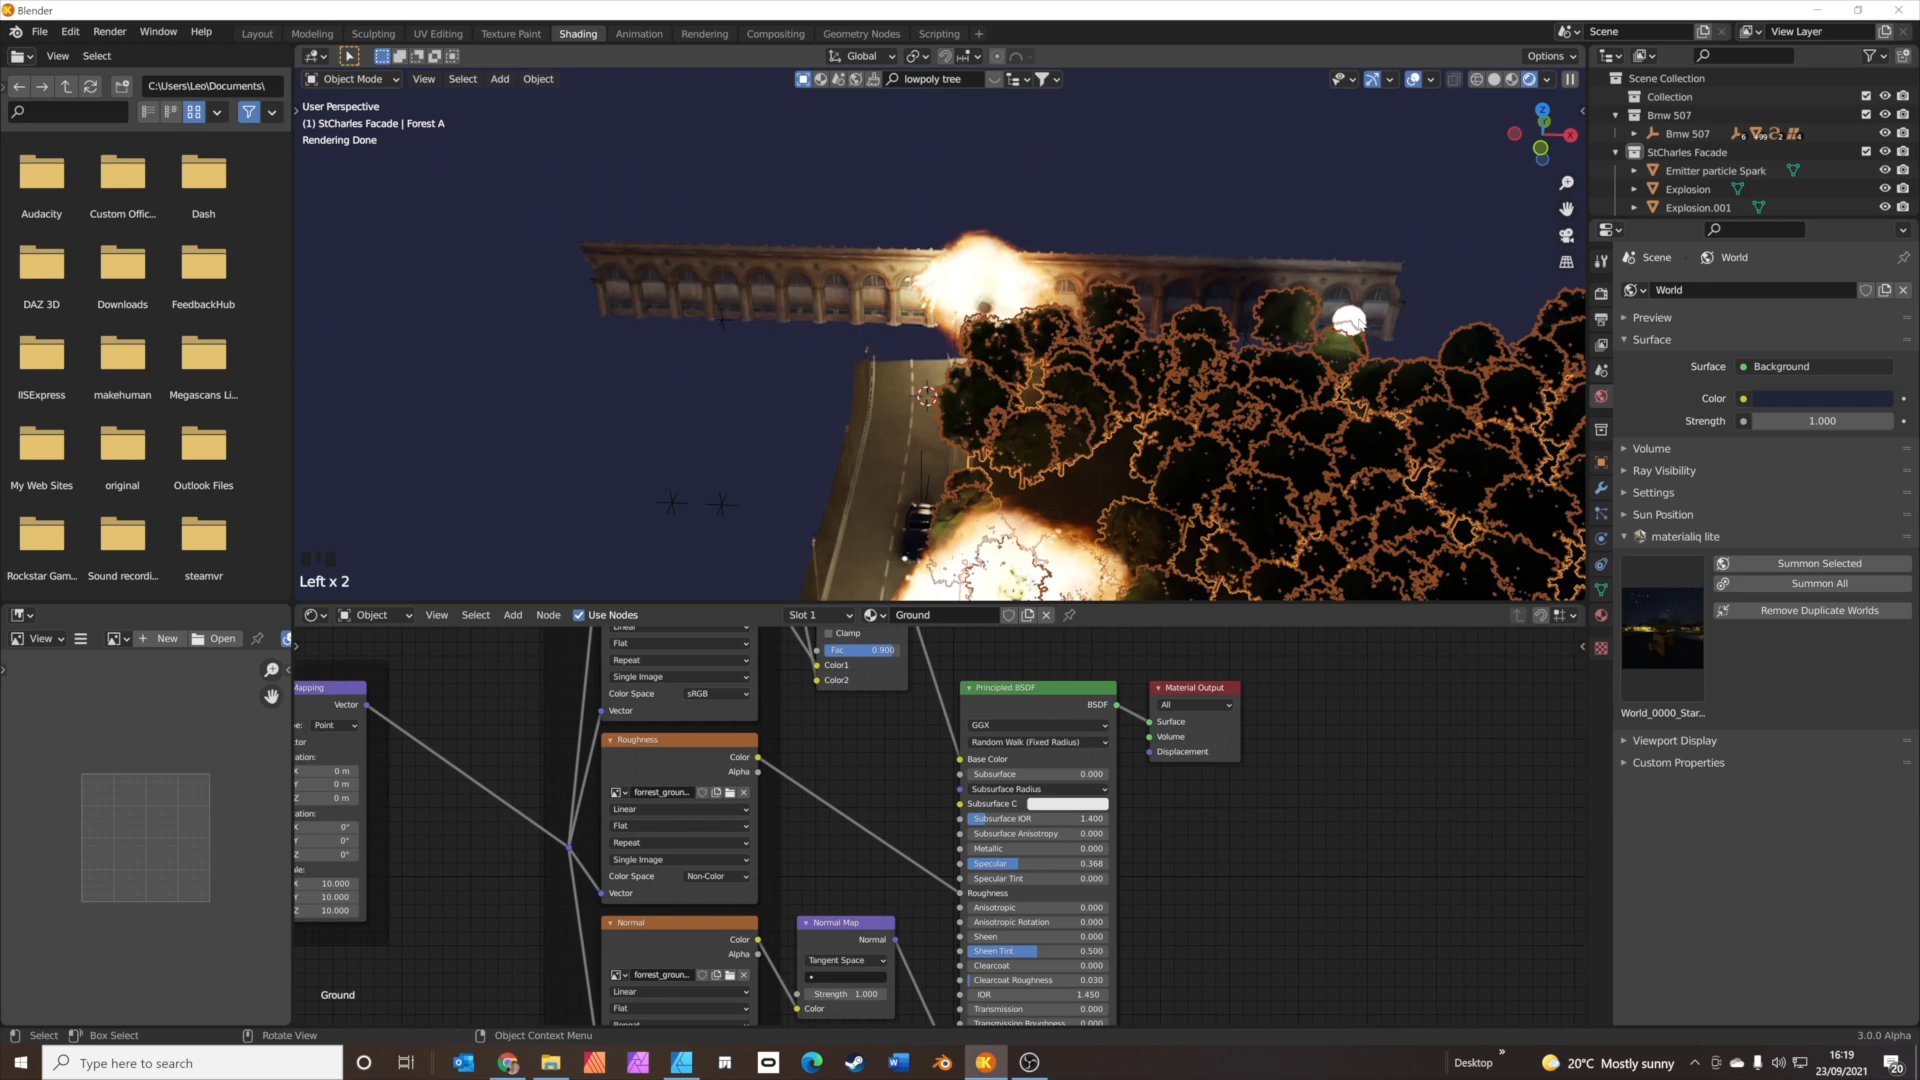 Blender
File Edit Render Window Help
Layout Modeling Sculpting UV Editing Texture Paint Shading Animation Rendering Compositing Geometry Nodes Scripting +
Scene View Layer
View Select
Global
Options
C:\Users\Leo\Documents\
Object Mode View Select Add Object
lowpoly tree
User Perspective
(1) StCharles Facade | Forest A
Rendering Done
Z
X
Scene Collection
Collection
Bmw 507
Bmw 507
StCharles Facade
Emitter particle Spark
Explosion
Explosion.001
Audacity Custom Offic... Dash
DAZ 3D Downloads FeedbackHub
IISExpress makehuman Megascans Li...
My Web Sites original Outlook Files
Rockstar Gam... Sound recordi... steamvr
Left x 2
Scene World
World
Preview
Surface
Surface Background
Color
Strength 1.000
Volume
Ray Visibility
Settings
Sun Position
materialiq lite
Summon Selected
Summon All
Remove Duplicate Worlds
World_0000_Star...
Viewport Display
Custom Properties
View New Open
Object View Select Add Node Use Nodes Slot 1 Ground
Mapping
Vector
Point
0 m
0 m
0 m
0°
0°
0°
X 10.000
Y 10.000
Z 10.000
Flat
Repeat
Single Image
Color Space sRGB
Vector
Clamp
Fac 0.900
Color1
Color2
Roughness
Color
Alpha
forrest_groun...
Linear
Flat
Repeat
Single Image
Color Space Non-Color
Vector
Normal
Color
Alpha
forrest_groun...
Linear
Flat
Normal Map
Normal
Tangent Space
Strength 1.000
Color
Principled BSDF
BSDF
GGX
Random Walk (Fixed Radius)
Base Color
Subsurface 0.000
Subsurface Radius
Subsurface C
Subsurface IOR 1.400
Subsurface Anisotropy 0.000
Metallic 0.000
Specular 0.368
Specular Tint 0.000
Roughness
Anisotropic 0.000
Anisotropic Rotation 0.000
Sheen 0.000
Sheen Tint 0.500
Clearcoat 0.000
Clearcoat Roughness 0.030
IOR 1.450
Transmission 0.000
Transmission Roughness 0.000
Material Output
All
Surface
Volume
Displacement
Ground
Select Box Select Rotate View Object Context Menu
3.0.0 Alpha
Type here to search
Desktop
20°C Mostly sunny
16:19
23/09/2021
20